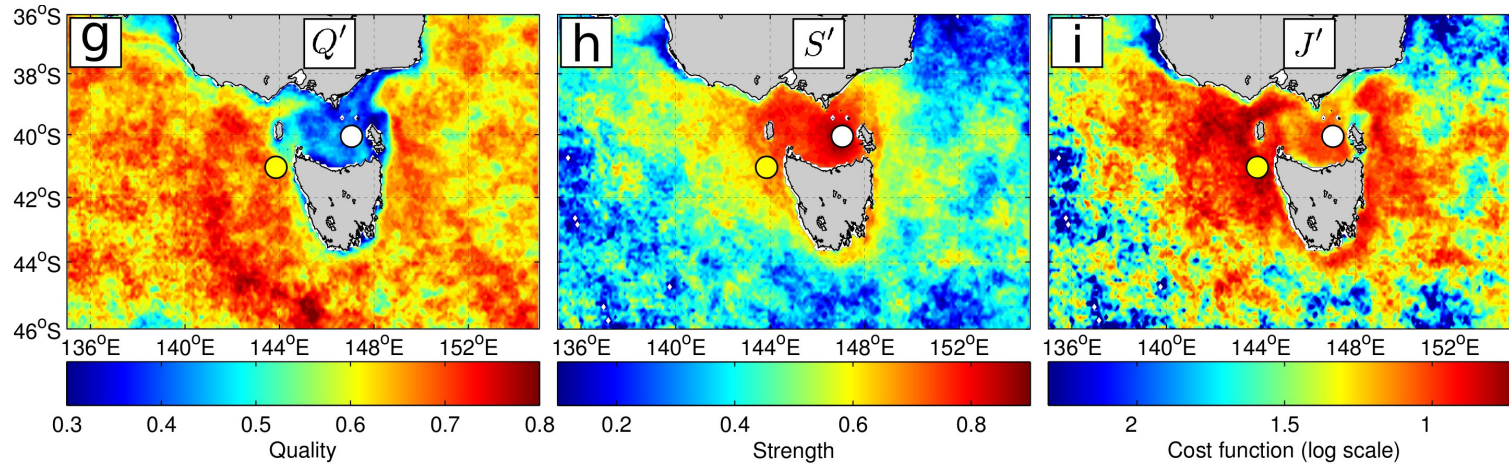 g Q′ h S′ i J′
36°S
38°S
40°S
42°S
44°S
46°S
136°E 140°E 144°E 148°E 152°E 136°E 140°E 144°E 148°E 152°E 136°E 140°E 144°E 148°E 152°E
0.3 0.4 0.5 0.6 0.7 0.8 0.2 0.4 0.6 0.8 2 1.5 1
Quality Strength Cost function (log scale)